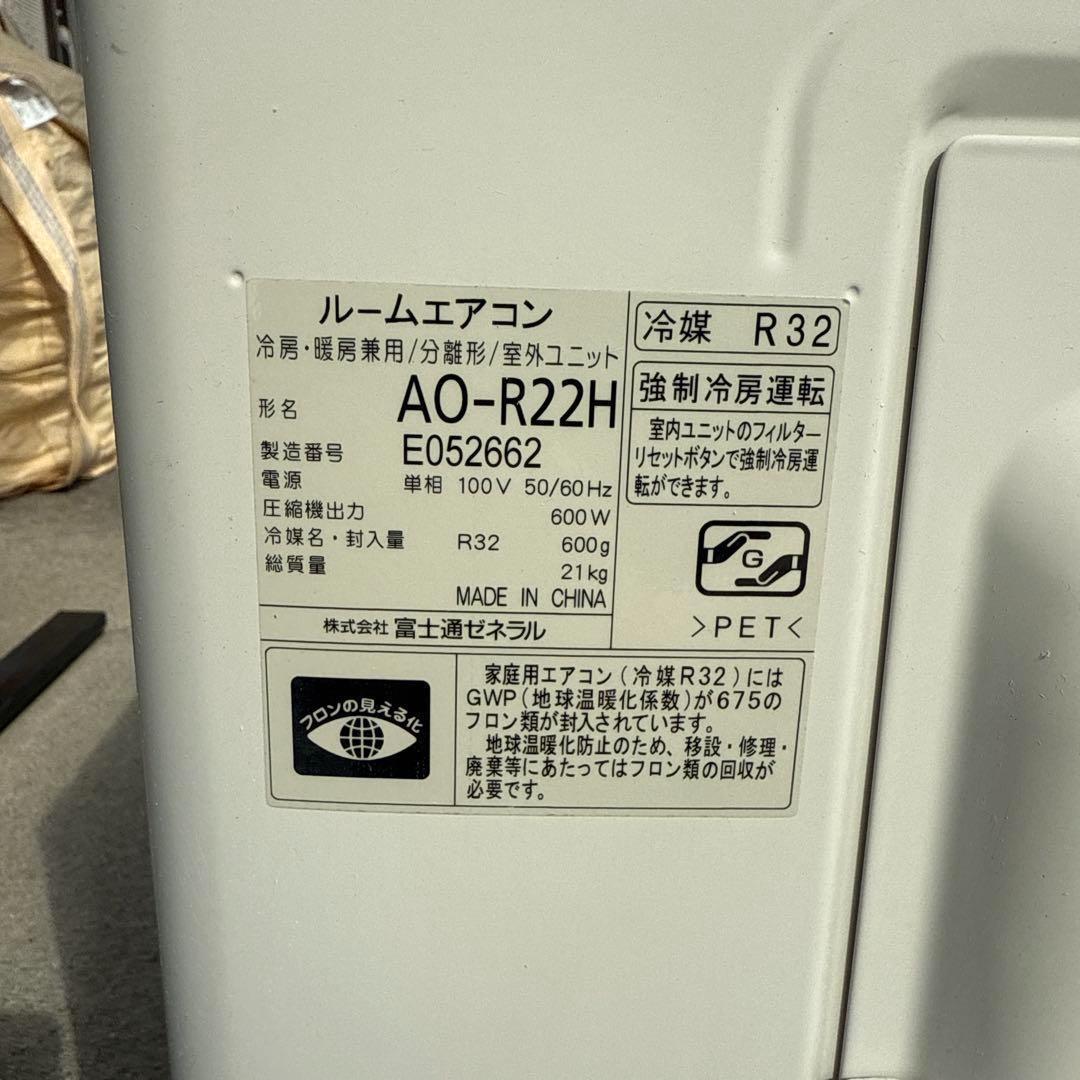 ルームエアコン
冷房・暖房兼用/分離形/室外ユニット
形名 AO-R22H
製造番号 E052662
電源 単相 100V 50/60Hz
圧縮機出力 600W
冷媒名・封入量 R32 600g
総質量 21kg
MADE IN CHINA
株式会社 富士通ゼネラル
冷媒 R32
強制冷房運転
室内ユニットのフィルター
リセットボタンで強制冷房運
転ができます。
G
>PET<
フロンの見える化
家庭用エアコン(冷媒R32)には
GWP(地球温暖化係数)が675の
フロン類が封入されています。
地球温暖化防止のため、移設・修理・
廃棄等にあたってはフロン類の回収が
必要です。